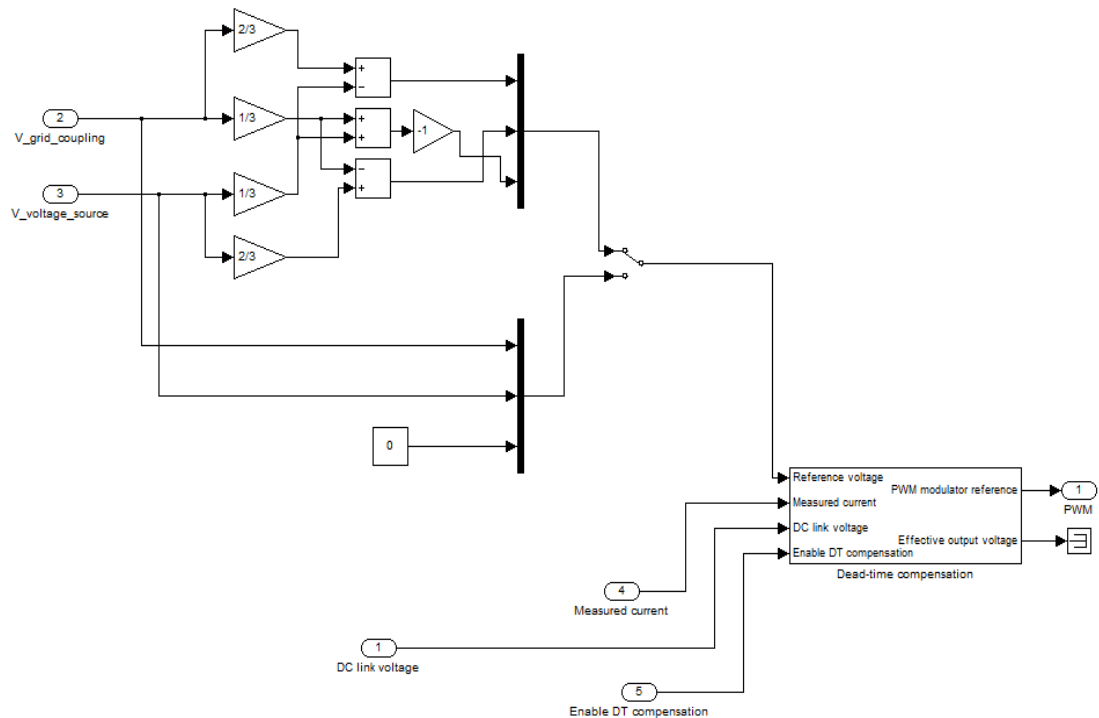 2/3
+
−
2
V_grid_coupling
1/3
+
+
-1
3
V_voltage_source
1/3
−
+
2/3
0
Reference voltage
PWM modulator reference
1
PWM
Measured current
DC link voltage
Effective output voltage
Enable DT compensation
Dead-time compensation
4
Measured current
1
DC link voltage
5
Enable DT compensation